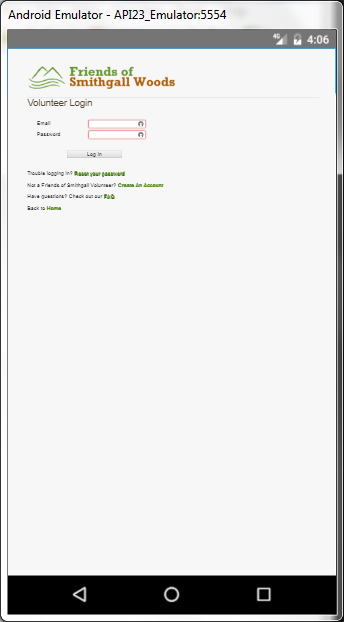 Android Emulator - API23_Emulator:5554
4G 4:06
Friends of
Smithgall Woods
Volunteer Login
Email
Password
Log In
Trouble logging in? Reset your password
Not a Friends of Smithgall Volunteer? Create An Account
Have questions? Check out our FAQ
Back to Home